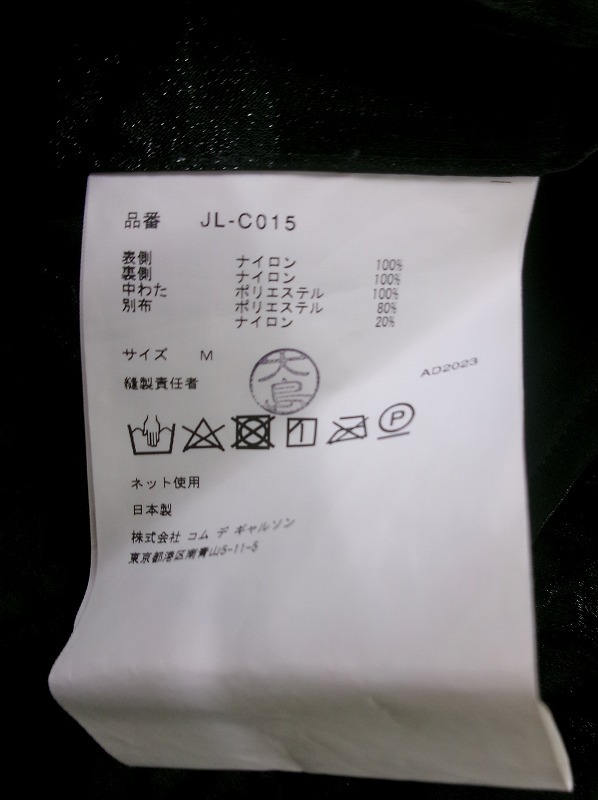 品番 JL-C015
表側 ナイロン 100%
裏側 ナイロン 100%
中わた ポリエステル 100%
別布 ポリエステル 80%
ナイロン 20%
サイズ M
AD2023
縫製責任者 大島
P
ネット使用
日本製
株式会社 コム デ ギャルソン
東京都港区南青山5-11-5